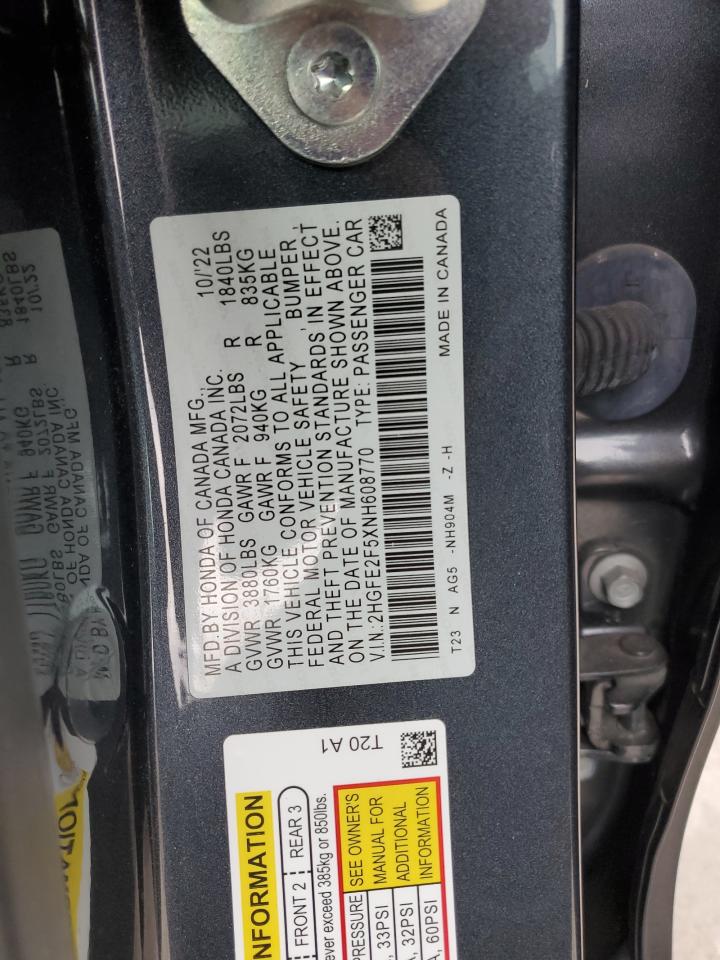 MFD.BY HONDA OF CANADA MFG., 10/'22
A DIVISION OF HONDA CANADA INC.
GVWR 3880LBS GAWR F 2072LBS R 1840LBS
GVWR 1760KG GAWR F 940KG R 835KG
THIS VEHICLE CONFORMS TO ALL APPLICABLE
FEDERAL MOTOR VEHICLE SAFETY, BUMPER,
AND THEFT PREVENTION STANDARDS, IN EFFECT
ON THE DATE OF MANUFACTURE SHOWN ABOVE.
V.I.N.:2HGFE2F5XNH608770 TYPE: PASSENGER CAR
T23 N AG5 -NH904M -Z -H MADE IN CANADA
T20 A1
INFORMATION
FRONT 2 REAR 3
ever exceed 385kg or 850lbs.
PRESSURE SEE OWNER'S
33PSI MANUAL FOR
32PSI ADDITIONAL
60PSI INFORMATION